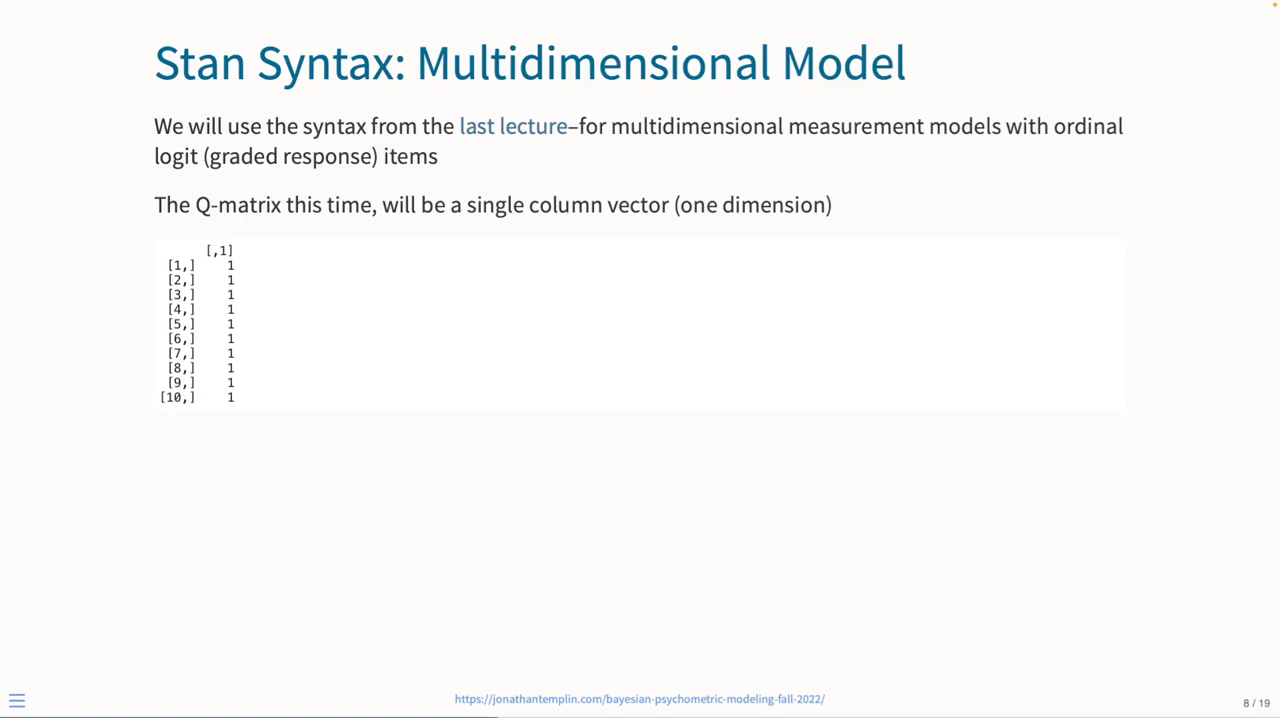 Stan Syntax: Multidimensional Model
We will use the syntax from the last lecture–for multidimensional measurement models with ordinal
logit (graded response) items
The Q-matrix this time, will be a single column vector (one dimension)
[,1]
[1,] 1
[2,] 1
[3,] 1
[4,] 1
[5,] 1
[6,] 1
[7,] 1
[8,] 1
[9,] 1
[10,] 1
https://jonathantemplin.com/bayesian-psychometric-modeling-fall-2022/
8 / 19